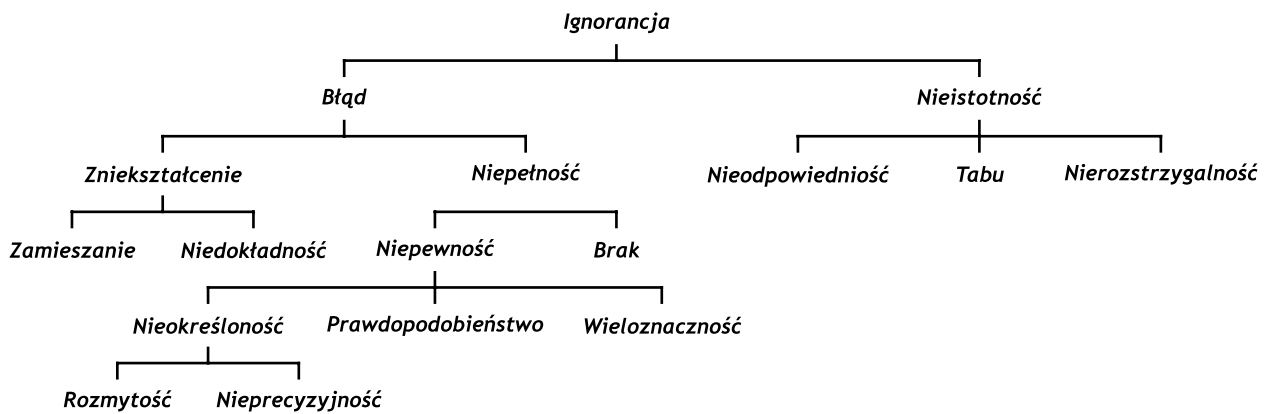 Ignorancja
Błąd
Nieistotność
Zniekształcenie
Niepełność
Nieodpowiedniość
Tabu
Nierozstrzygalność
Zamieszanie
Niedokładność
Niepewność
Brak
Nieokreśloność
Prawdopodobieństwo
Wieloznaczność
Rozmytość
Nieprecyzyjność